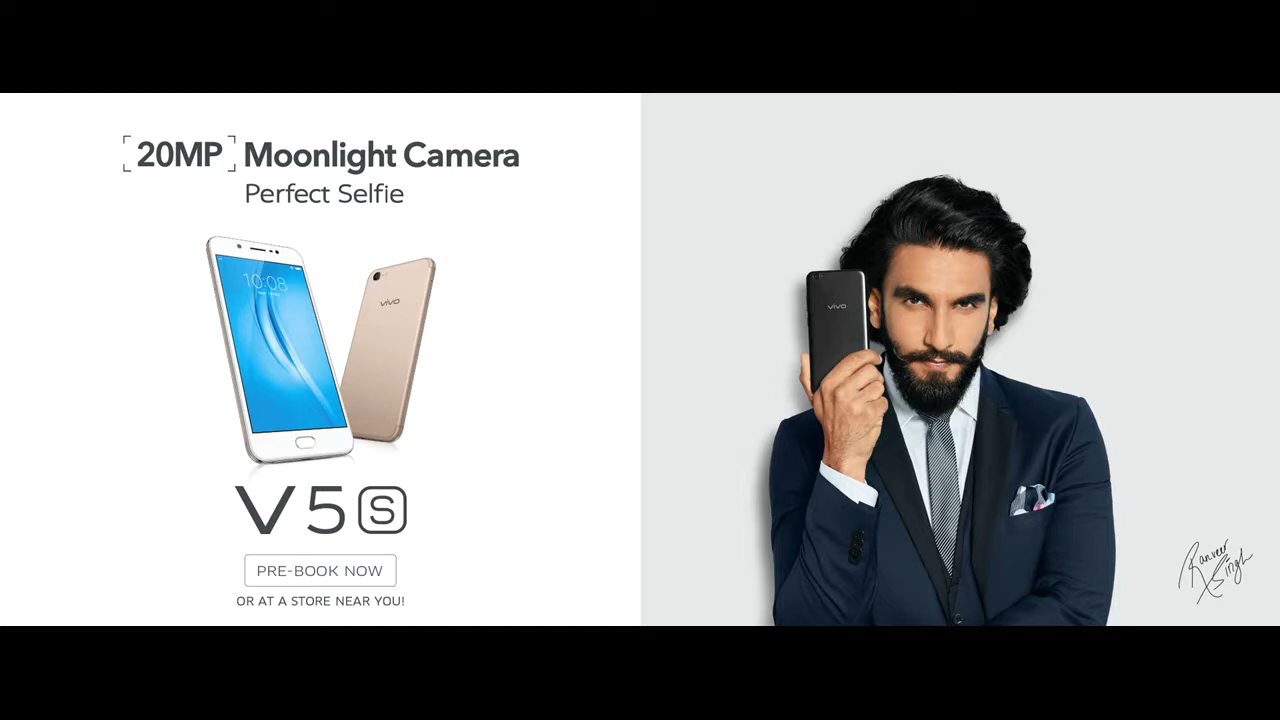 20MP Moonlight Camera
Perfect Selfie
10:08
vivo
vivo
V5S
PRE-BOOK NOW
OR AT A STORE NEAR YOU!
Ranveer
Singh